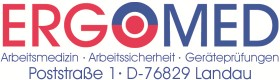 ERGOMED
Arbeitsmedizin · Arbeitssicherheit · Geräteprüfungen
Poststraße 1 · D-76829 Landau